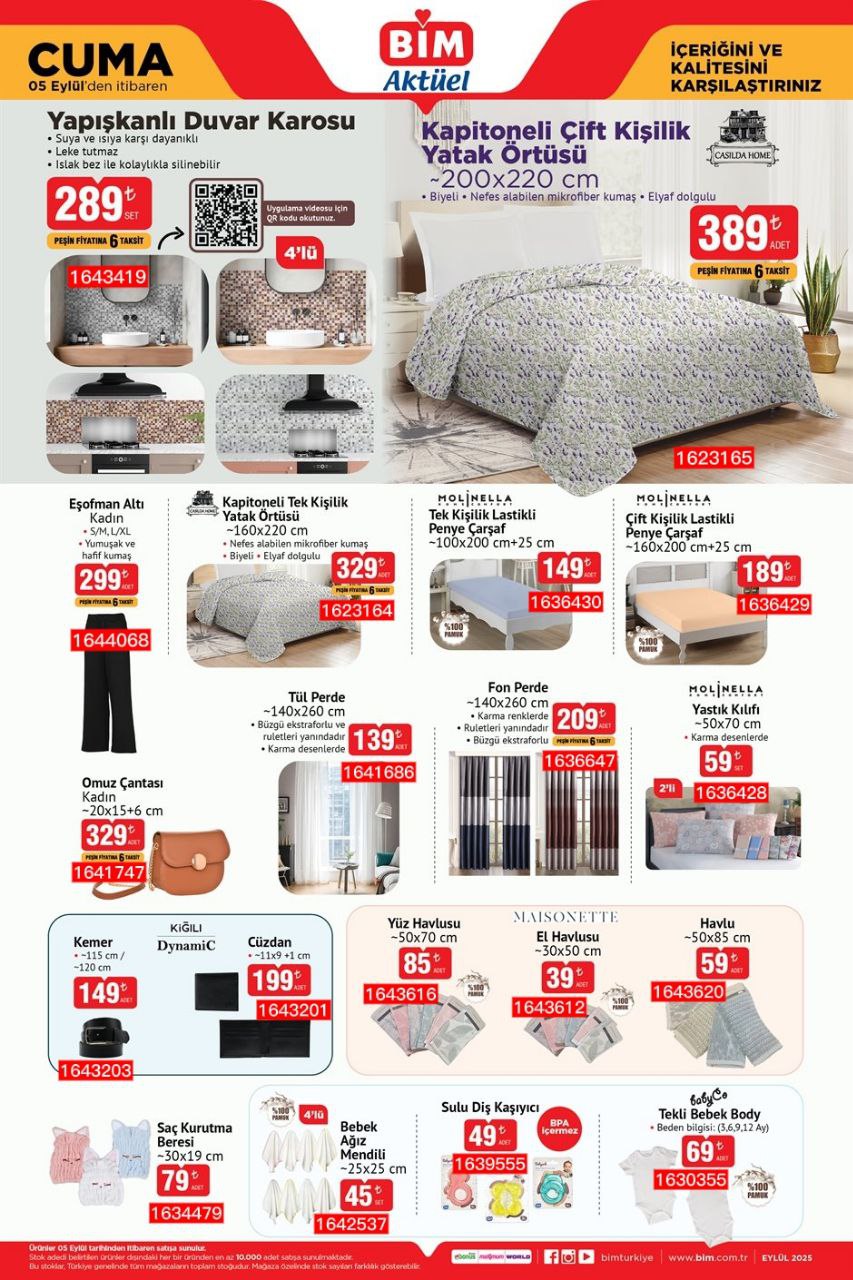 CUMA
05 Eylül'den itibaren
BİM
Aktüel
İÇERİĞİNİ VE
KALİTESİNİ
KARŞILAŞTIRINIZ
Yapışkanlı Duvar Karosu
• Suya ve ısıya karşı dayanıklı
• Leke tutmaz
• Islak bez ile kolaylıkla silinebilir
289₺
SET
PEŞİN FİYATINA 6 TAKSİT
Uygulama videosu için
QR kodu okutunuz.
4'lü
1643419
Kapitoneli Çift Kişilik
Yatak Örtüsü
~200x220 cm
• Biyeli • Nefes alabilen mikrofiber kumaş • Elyaf dolgulu
CASILDA HOME
389₺
ADET
PEŞİN FİYATINA 6 TAKSİT
1623165
Eşofman Altı
Kadın
• S/M, L/XL
• Yumuşak ve
hafif kumaş
299₺
ADET
PEŞİN FİYATINA 6 TAKSİT
1644068
CASILDA HOME
Kapitoneli Tek Kişilik
Yatak Örtüsü
~160x220 cm
• Nefes alabilen mikrofiber kumaş
• Biyeli • Elyaf dolgulu
329₺
ADET
PEŞİN FİYATINA 6 TAKSİT
1623164
MOLINELLA
Tek Kişilik Lastikli
Penye Çarşaf
~100x200 cm+25 cm
149₺
ADET
1636430
%100
PAMUK
MOLINELLA
Çift Kişilik Lastikli
Penye Çarşaf
~160x200 cm+25 cm
189₺
ADET
1636429
%100
PAMUK
Omuz Çantası
Kadın
~20x15+6 cm
329₺
ADET
PEŞİN FİYATINA 6 TAKSİT
1641747
Tül Perde
~140x260 cm
• Büzgü ekstraforlu ve
ruletleri yanındadır
• Karma desenlerde
139₺
ADET
1641686
Fon Perde
~140x260 cm
• Karma renklerde
• Ruletleri yanındadır
• Büzgü ekstraforlu
209₺
ADET
PEŞİN FİYATINA 6 TAKSİT
1636647
MOLINELLA
Yastık Kılıfı
~50x70 cm
• Karma desenlerde
59₺
SET
2'li
1636428
KİĞILI
DynamiC
Kemer
• ~115 cm /
~120 cm
149₺
ADET
1643203
Cüzdan
• ~11x9 +1 cm
199₺
ADET
1643201
MAISONETTE
Yüz Havlusu
~50x70 cm
85₺
ADET
1643616
%100
PAMUK
El Havlusu
~30x50 cm
39₺
ADET
1643612
%100
PAMUK
Havlu
~50x85 cm
59₺
ADET
1643620
Saç Kurutma
Beresi
~30x19 cm
79₺
ADET
1634479
%100
PAMUK
4'lü
Bebek
Ağız
Mendili
~25x25 cm
45₺
SET
1642537
Sulu Diş Kaşıyıcı
49₺
ADET
BPA
içermez
1639555
babyCo
Tekli Bebek Body
• Beden bilgisi: (3,6,9,12 Ay)
69₺
ADET
1630355
%100
PAMUK
Ürünler 05 Eylül tarihinden itibaren satışa sunulur.
Stok adedi belirtilen ürünler dışındaki her bir üründen en az 10.000 adet satışa sunulmaktadır.
Bu stoklar, Türkiye genelinde tüm mağazaların toplam stoğudur. Mağaza özelinde stok sayıları farklılık gösterebilir.
bonus maximum WORLD
bimturkiye
www.bim.com.tr
EYLÜL 2025